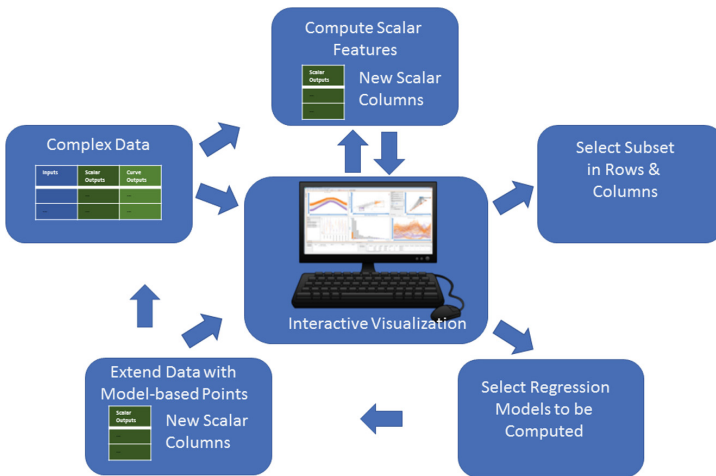 Compute Scalar
Features
Scalar
Outputs
New Scalar
Columns
...
...
Complex Data
Inputs
Scalar
Outputs
Curve
Outputs
...
...
...
...
...
Select Subset
in Rows &
Columns
Interactive Visualization
Extend Data with
Model-based Points
Scalar
Outputs
New Scalar
Columns
...
...
Select Regression
Models to be
Computed